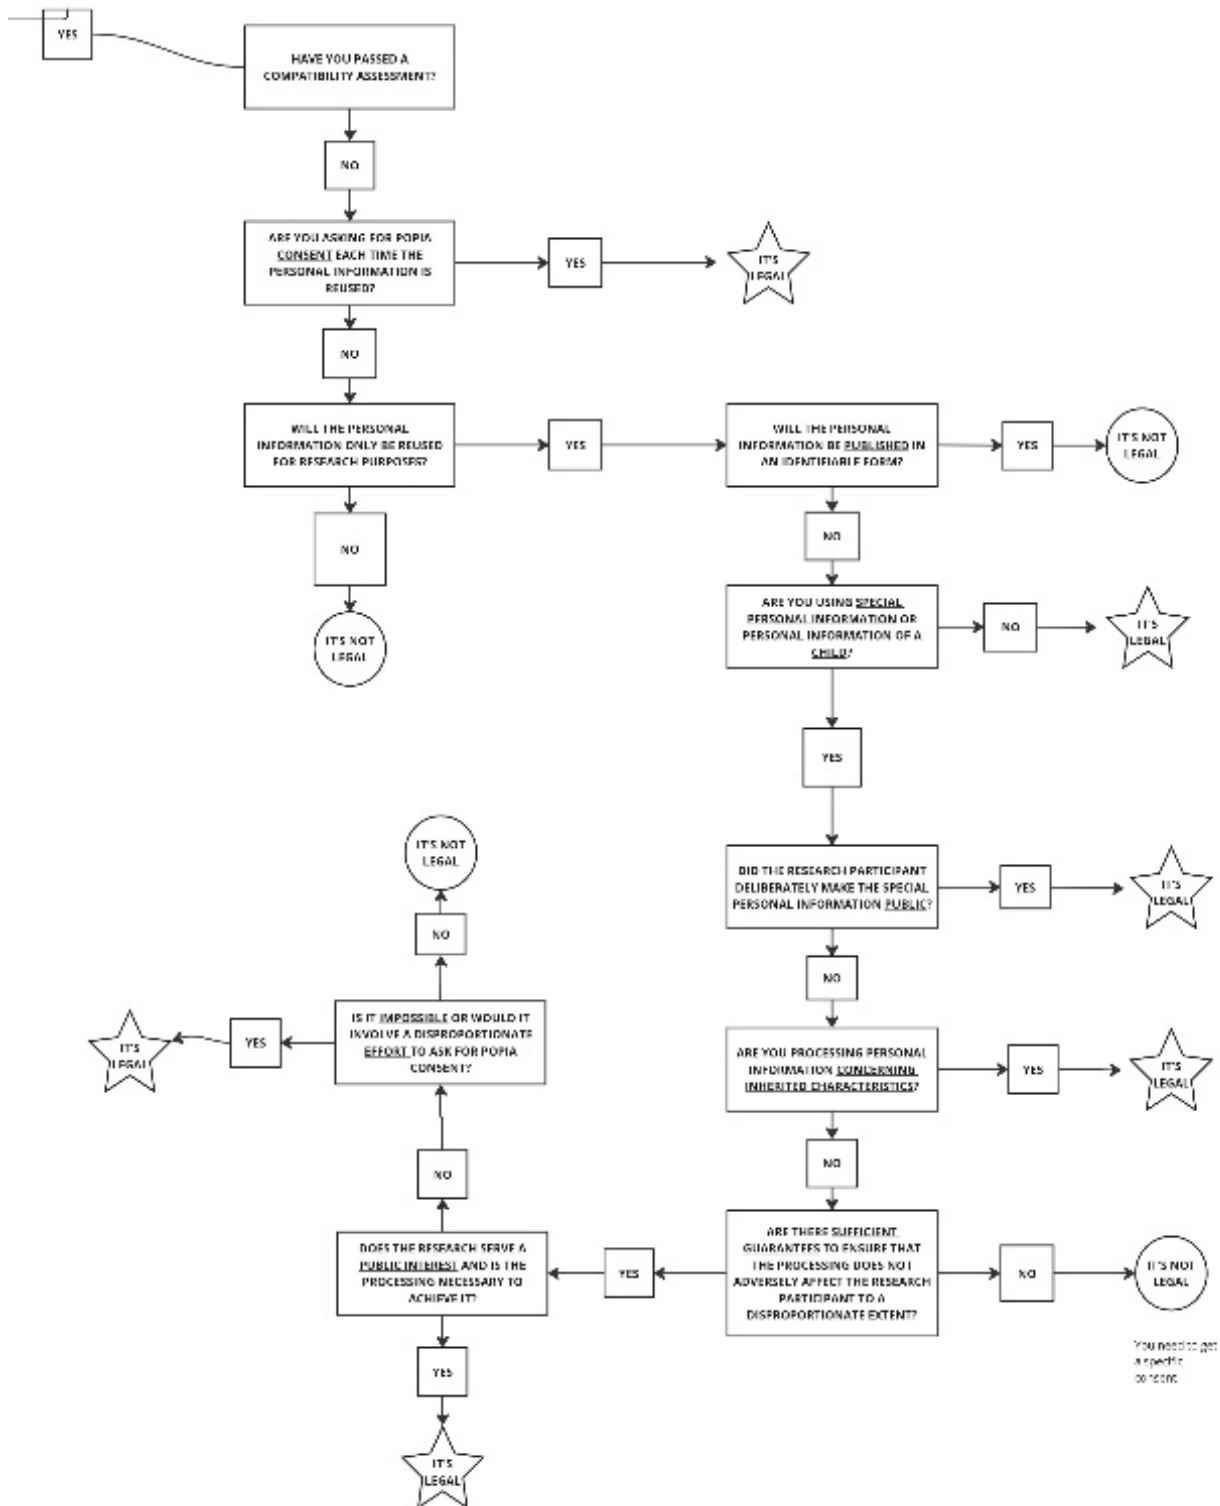 YES
HAVE YOU PASSED A
COMPATIBILITY ASSESSMENT?
NO
ARE YOU ASKING FOR POPIA
CONSENT EACH TIME THE
PERSONAL INFORMATION IS
REUSED?
YES
IT'S
LEGAL
NO
WILL THE PERSONAL
INFORMATION ONLY BE REUSED
FOR RESEARCH PURPOSES?
YES
WILL THE PERSONAL
INFORMATION BE PUBLISHED IN
AN IDENTIFIABLE FORM?
YES
IT'S NOT
LEGAL
NO
IT'S NOT
LEGAL
NO
ARE YOU USING SPECIAL
PERSONAL INFORMATION OR
PERSONAL INFORMATION OF A
CHILD?
NO
IT'S
LEGAL
YES
DID THE RESEARCH PARTICIPANT
DELIBERATELY MAKE THE SPECIAL
PERSONAL INFORMATION PUBLIC?
YES
IT'S
LEGAL
NO
ARE YOU PROCESSING PERSONAL
INFORMATION CONCERNING
INHERITED CHARACTERISTICS?
YES
IT'S
LEGAL
NO
ARE THERE SUFFICIENT
GUARANTEES TO ENSURE THAT
THE PROCESSING DOES NOT
ADVERSELY AFFECT THE RESEARCH
PARTICIPANT TO A
DISPROPORTIONATE EXTENT?
NO
IT'S NOT
LEGAL
You need to get
a specific
consent.
YES
DOES THE RESEARCH SERVE A
PUBLIC INTEREST AND IS THE
PROCESSING NECESSARY TO
ACHIEVE IT?
YES
IT'S
LEGAL
NO
IS IT IMPOSSIBLE OR WOULD IT
INVOLVE A DISPROPORTIONATE
EFFORT TO ASK FOR POPIA
CONSENT?
YES
IT'S
LEGAL
NO
IT'S NOT
LEGAL